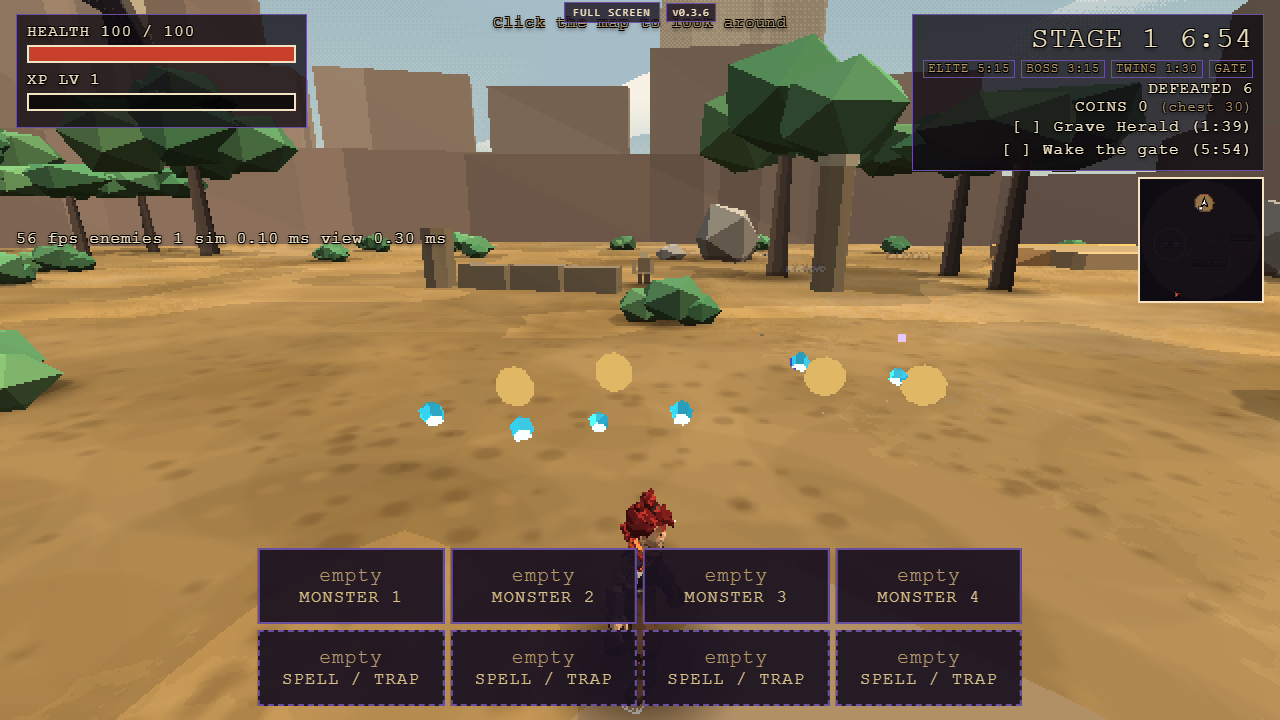 FULL SCREEN
v0.3.6
Click the map to look around
HEALTH 100 / 100
XP LV 1
STAGE 1 6:54
ELITE 5:15
BOSS 3:15
TWINS 1:30
GATE
DEFEATED 6
COINS 0 (chest 30)
[ ] Grave Herald (1:39)
[ ] Wake the gate (5:54)
56 fps enemies 1 sim 0.10 ms view 0.30 ms
empty
MONSTER 1
empty
MONSTER 2
empty
MONSTER 3
empty
MONSTER 4
empty
SPELL / TRAP
empty
SPELL / TRAP
empty
SPELL / TRAP
empty
SPELL / TRAP